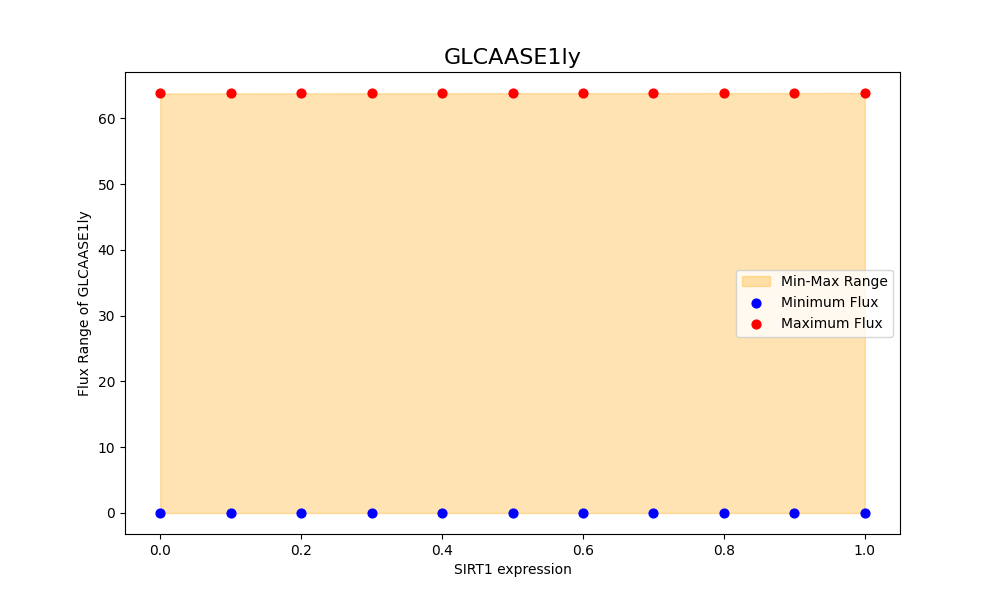 GLCAASE1ly
Flux Range of GLCAASE1ly
60
50
40
30
20
10
0
Min-Max Range
Minimum Flux
Maximum Flux
0.0 0.2 0.4 0.6 0.8 1.0
SIRT1 expression